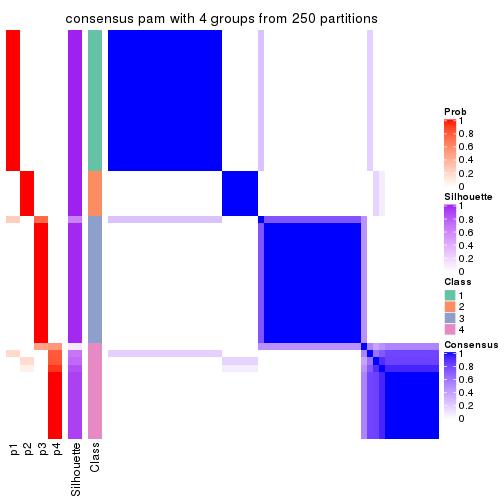 consensus pam with 4 groups from 250 partitions
Prob
1
0.8
0.6
0.4
0.2
0
Silhouette
1
0.8
0.6
0.4
0.2
0
Class
1
2
3
4
Consensus
1
0.8
0.6
0.4
0.2
0
p1
p2
p3
p4
Silhouette
Class